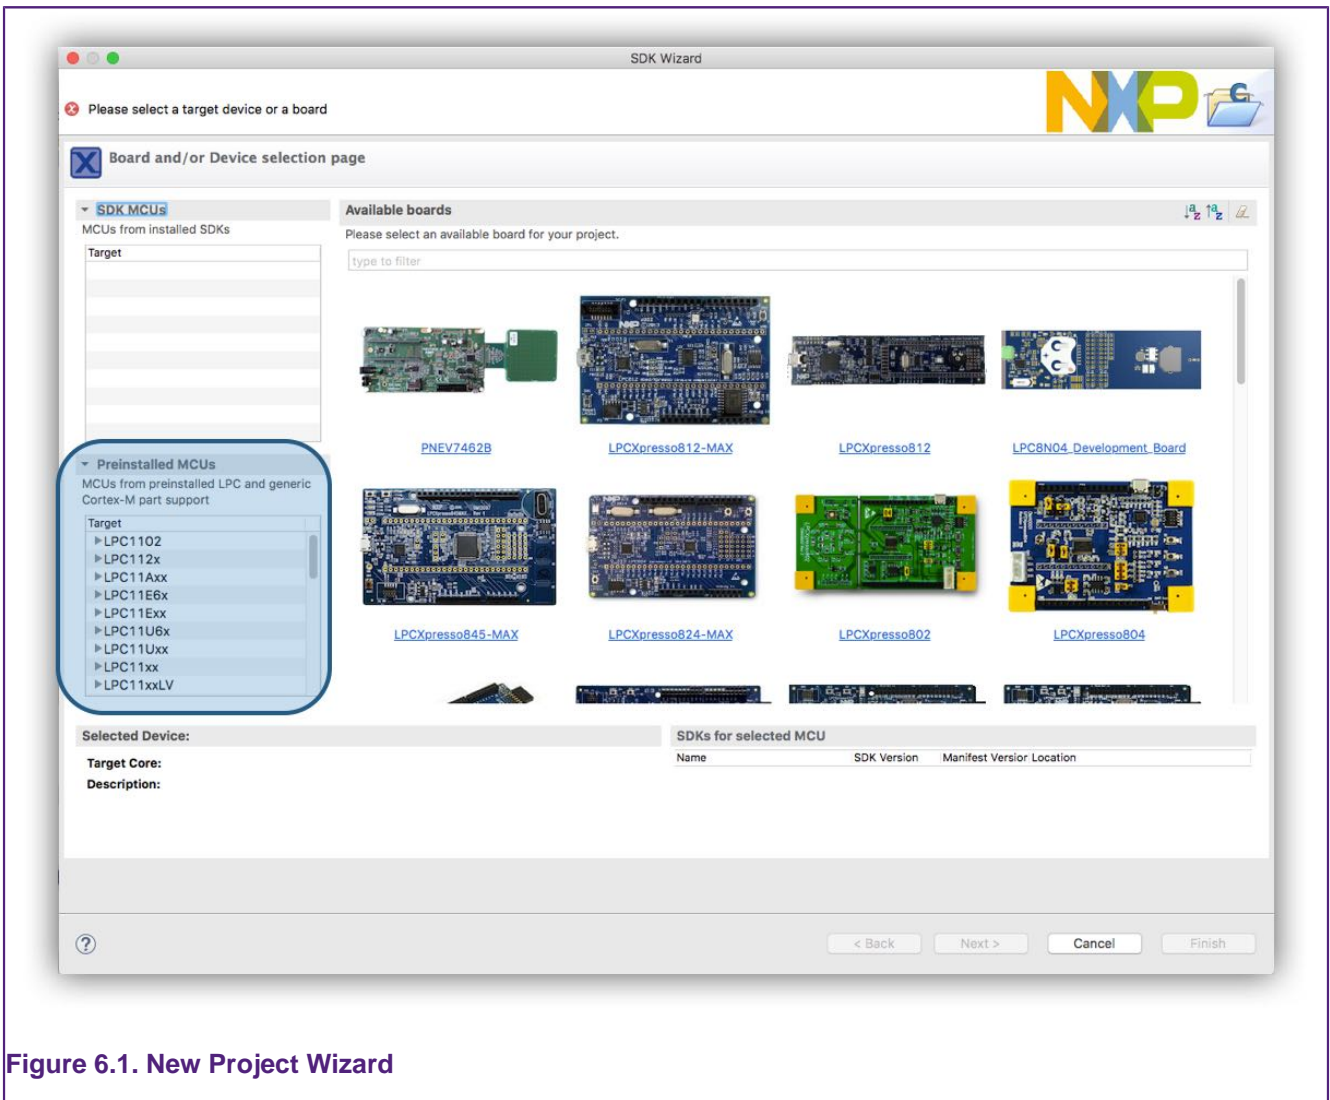 SDK Wizard
Please select a target device or a board
NXP
C
Board and/or Device selection page
SDK MCUs
MCUs from installed SDKs
Target
Available boards
Please select an available board for your project.
type to filter
PNEV7462B
LPCXpresso812-MAX
LPCXpresso812
LPC8N04_Development_Board
Preinstalled MCUs
MCUs from preinstalled LPC and generic
Cortex-M part support
Target
LPC1102
LPC112x
LPC11Axx
LPC11E6x
LPC11Exx
LPC11U6x
LPC11Uxx
LPC11xx
LPC11xxLV
LPCXpresso845-MAX
LPCXpresso824-MAX
LPCXpresso802
LPCXpresso804
Selected Device:
Target Core:
Description:
SDKs for selected MCU
Name SDK Version Manifest Versior Location
?
< Back Next > Cancel Finish
Figure 6.1. New Project Wizard